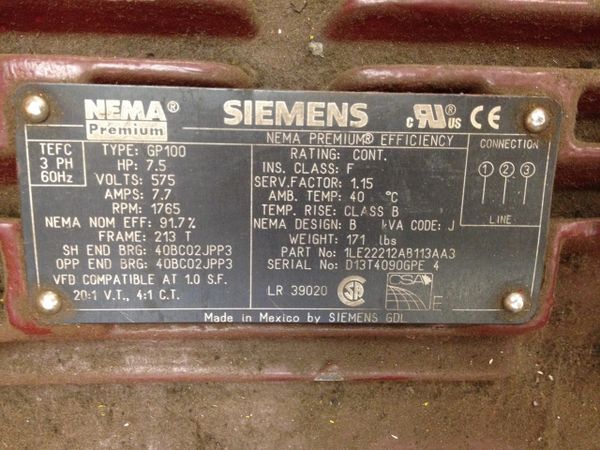 NEMA®
Premium
SIEMENS
C RU® US CE
NEMA PREMIUM® EFFICIENCY
TEFC
3 PH
60Hz
TYPE: GP100
HP: 7.5
VOLTS: 575
AMPS: 7.7
RPM: 1765
NEMA NOM EFF: 91.7%
FRAME: 213 T
SH END BRG: 40BC02JPP3
OPP END BRG: 40BC02JPP3
VFD COMPATIBLE AT 1.0 S.F.
20:1 V.T., 4:1 C.T.
RATING: CONT.
INS. CLASS: F
SERV.FACTOR: 1.15
AMB. TEMP: 40 °C
TEMP. RISE: CLASS B
NEMA DESIGN: B kVA CODE: J
WEIGHT: 171 lbs
PART No: 1LE22212AB113AA3
SERIAL No: D13T4090GPE 4
CONNECTION
1 2 3
LINE
LR 39020
CSA
E
Made in Mexico by SIEMENS GDL